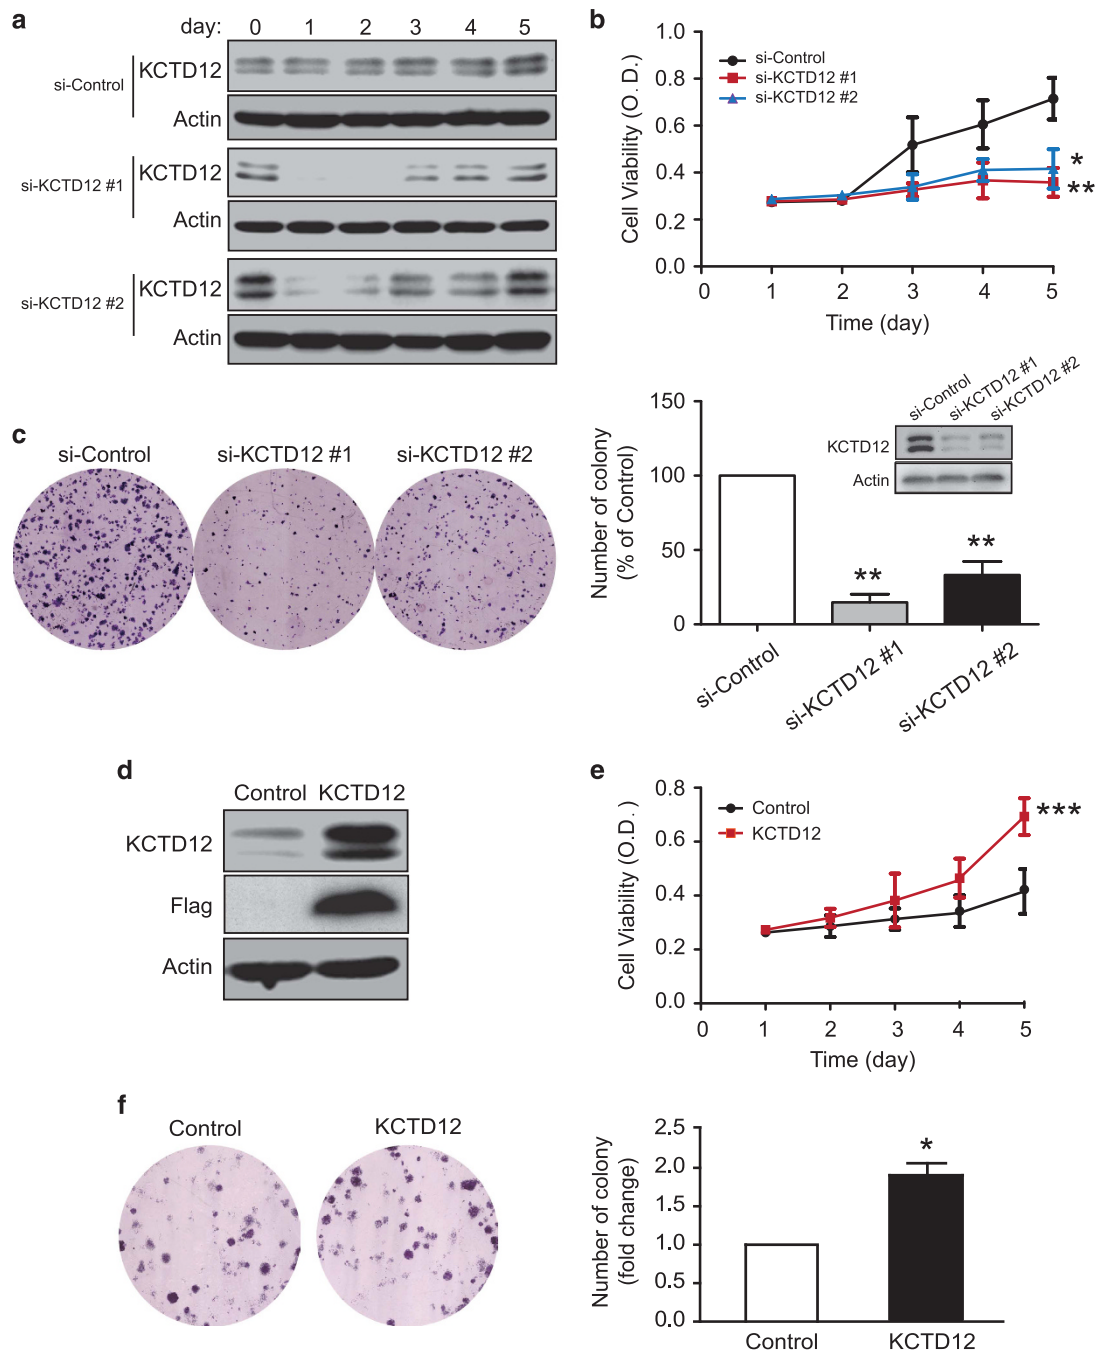 a
day: 0 1 2 3 4 5
si-Control
KCTD12
Actin
si-KCTD12 #1
KCTD12
Actin
si-KCTD12 #2
KCTD12
Actin
b
Cell Viability (O. D.)
1.0
0.8
0.6
0.4
0.2
0.0
si-Control
si-KCTD12 #1
si-KCTD12 #2
*
**
0 1 2 3 4 5
Time (day)
c
si-Control si-KCTD12 #1 si-KCTD12 #2
Number of colony
(% of Control)
150
100
50
0
si-Control
si-KCTD12 #1
si-KCTD12 #2
KCTD12
Actin
**
**
si-Control
si-KCTD12 #1
si-KCTD12 #2
d
Control KCTD12
KCTD12
Flag
Actin
e
Cell Viability (O.D.)
0.8
0.6
0.4
0.2
0.0
Control
KCTD12
***
0 1 2 3 4 5
Time (day)
f
Control KCTD12
Number of colony
(fold change)
2.5
2.0
1.5
1.0
0.5
0.0
*
Control KCTD12